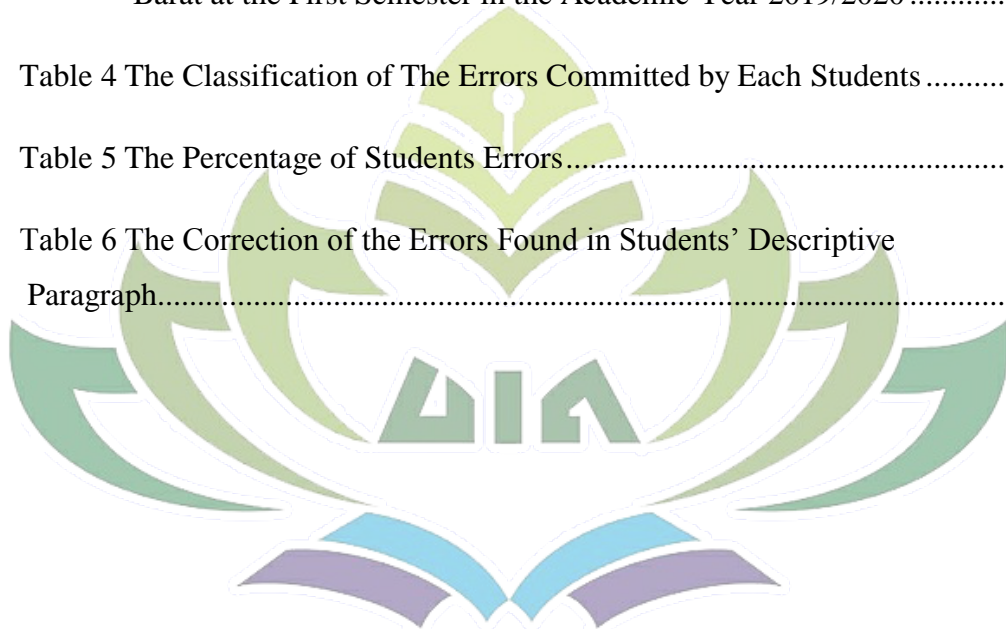 Barat at the First Semester in the Academic Year 2019/2020 ............
Table 4 The Classification of The Errors Committed by Each Students ..........
Table 5 The Percentage of Students Errors.......................................................
Table 6 The Correction of the Errors Found in Students’ Descriptive
Paragraph..........................................................................................................
UIN